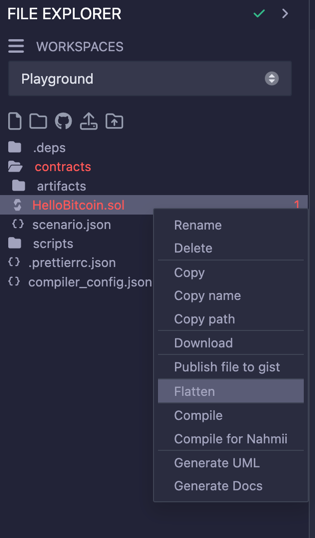 FILE EXPLORER
WORKSPACES
Playground
.deps
contracts
artifacts
HelloBitcoin.sol 1
scenario.json
scripts
.prettierrc.json
compiler_config.json
Rename
Delete
Copy
Copy name
Copy path
Download
Publish file to gist
Flatten
Compile
Compile for Nahmii
Generate UML
Generate Docs